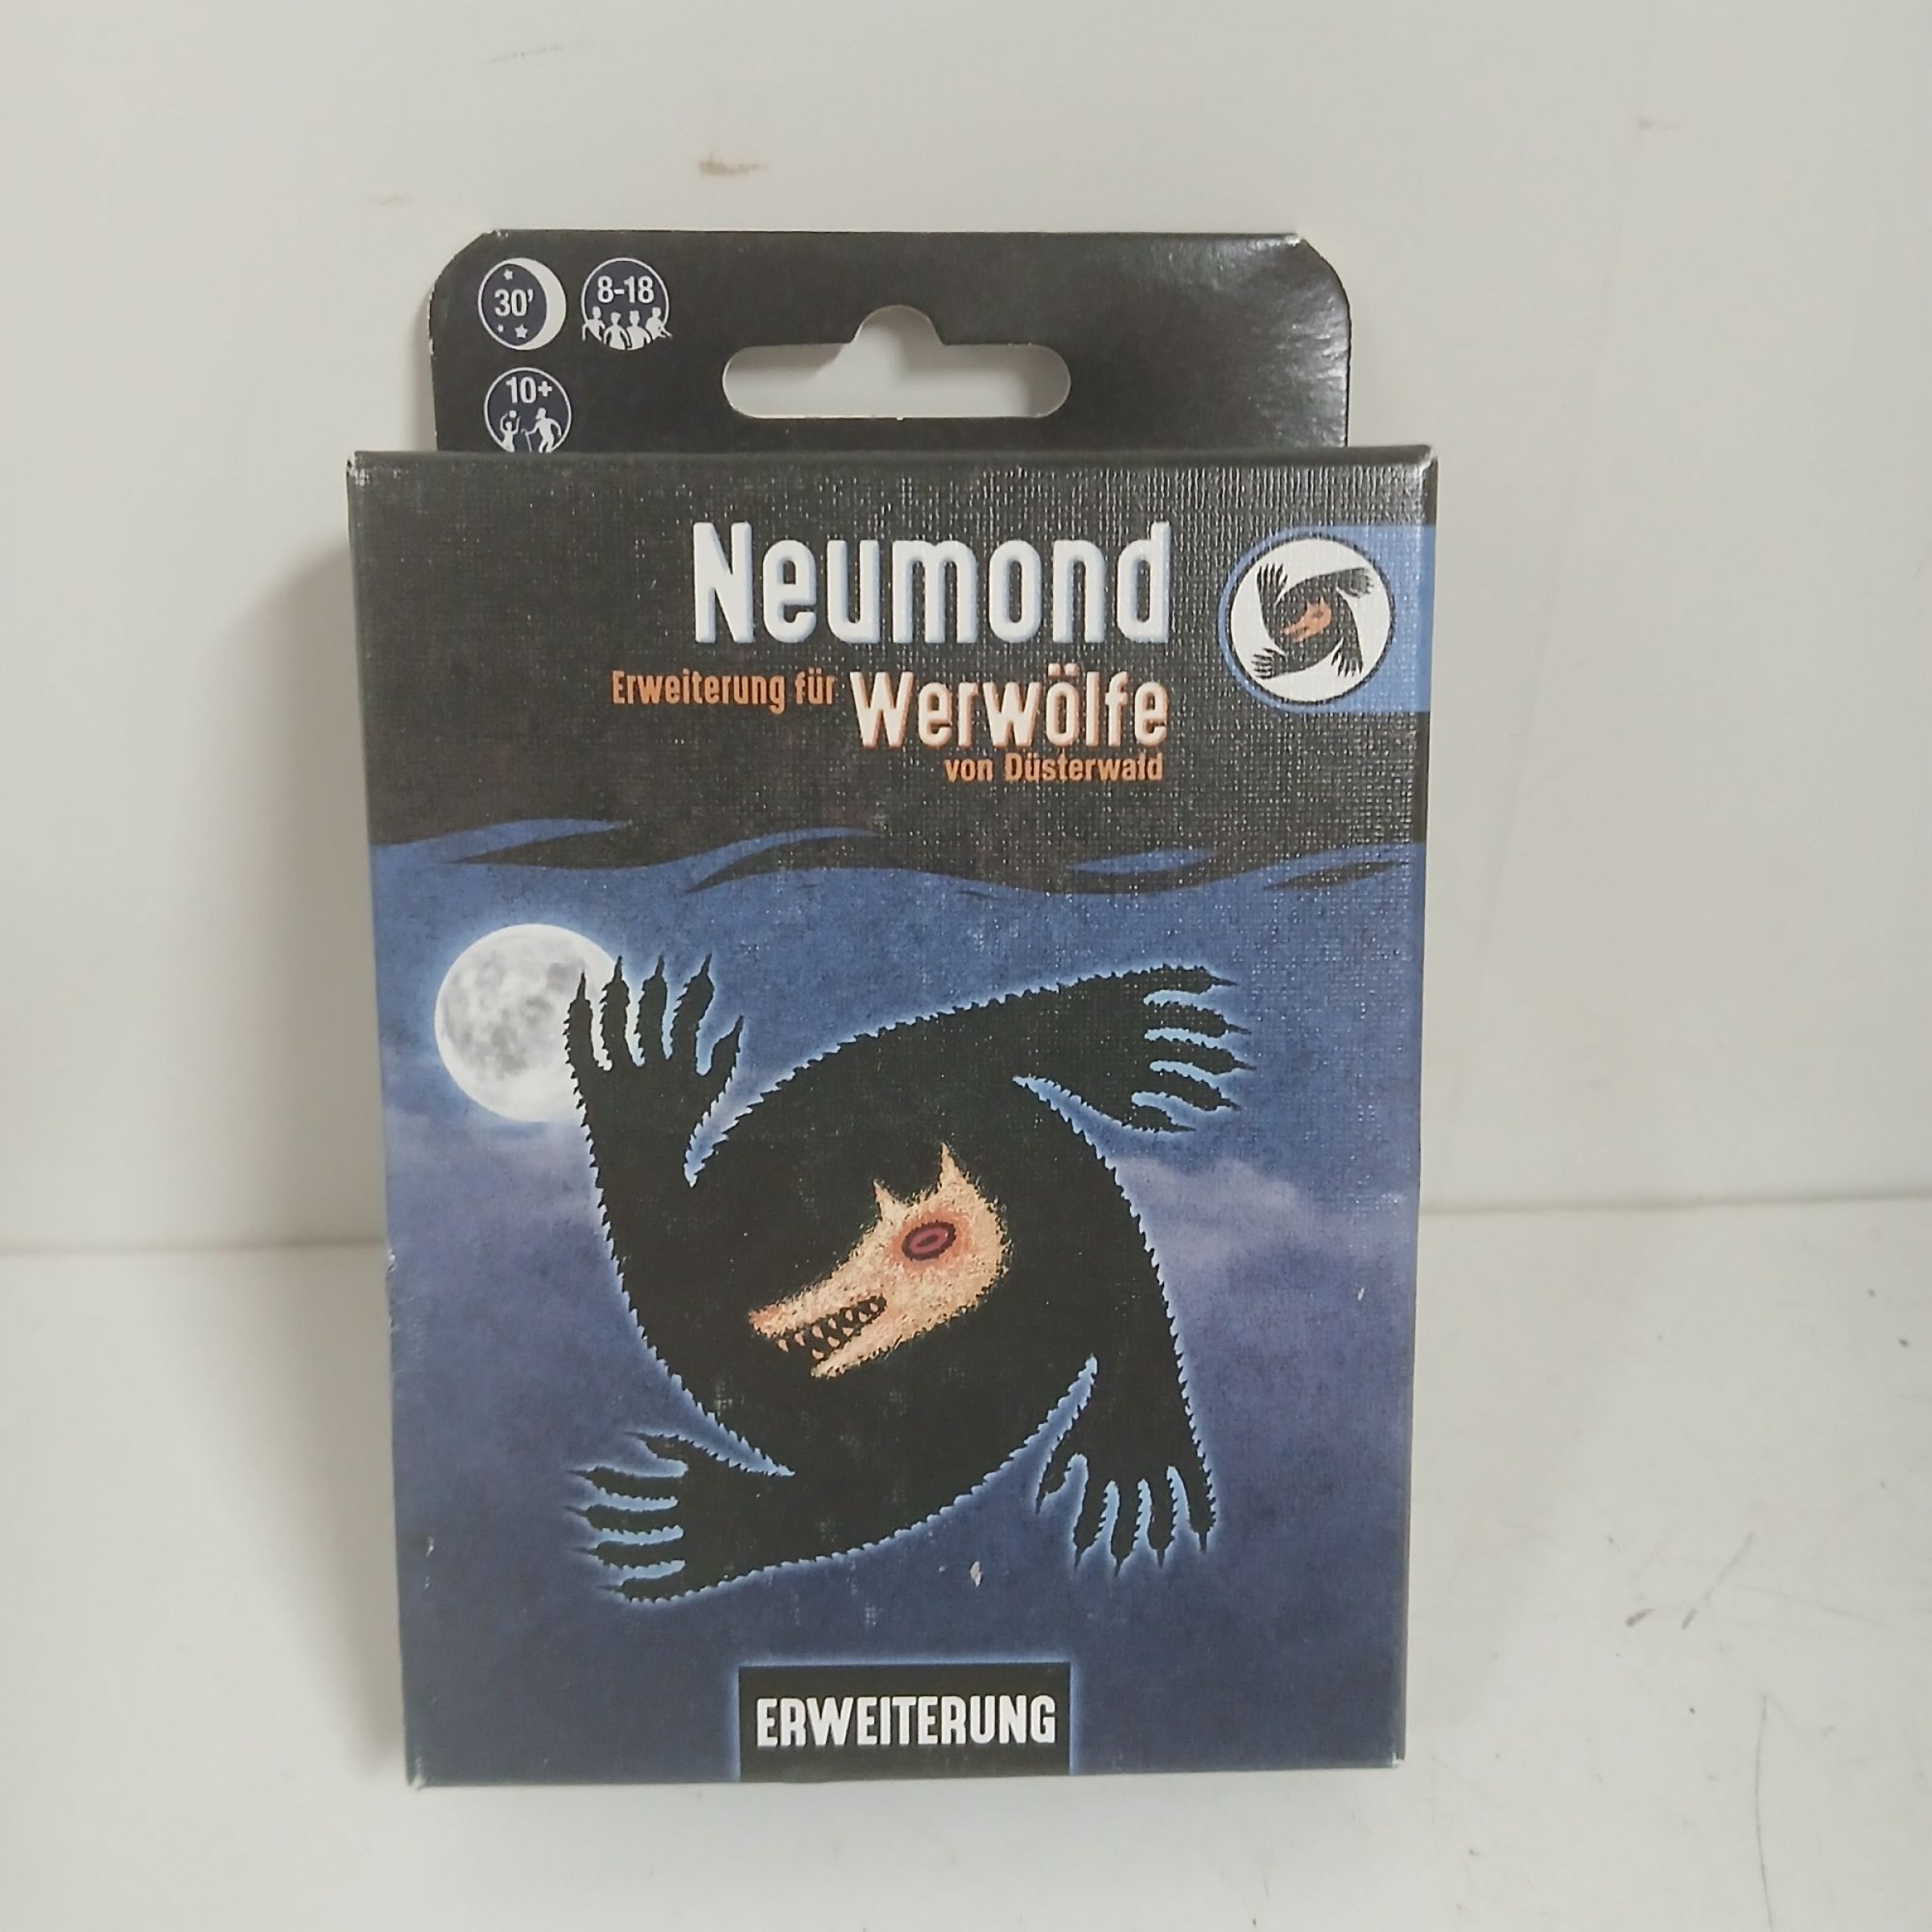 30'
8-18
10+
Neumond
Erweiterung für Werwölfe
von Düsterwald
ERWEITERUNG